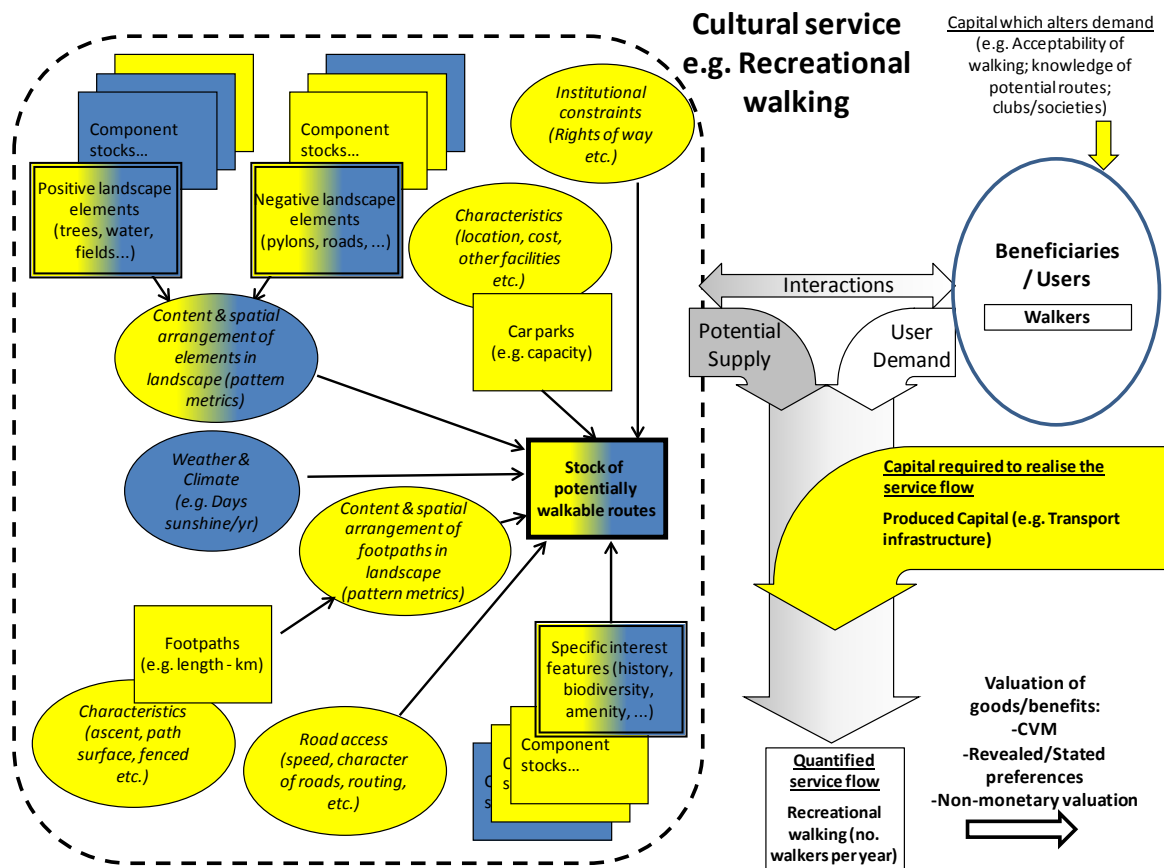 Cultural service
e.g. Recreational
walking
Capital which alters demand
(e.g. Acceptability of
walking; knowledge of
potential routes;
clubs/societies)
Component
stocks…
Positive landscape
elements
(trees, water,
fields...)
Component
stocks…
Negative landscape
elements
(pylons, roads, ...)
Institutional
constraints
(Rights of way
etc.)
Characteristics
(location, cost,
other facilities
etc.)
Car parks
(e.g. capacity)
Content & spatial
arrangement of
elements in
landscape (pattern
metrics)
Weather &
Climate
(e.g. Days
sunshine/yr)
Content & spatial
arrangement of
footpaths in
landscape
(pattern metrics)
Stock of
potentially
walkable routes
Footpaths
(e.g. length - km)
Characteristics
(ascent, path
surface, fenced
etc.)
Road access
(speed, character
of roads, routing,
etc.)
Specific interest
features (history,
biodiversity,
amenity, ...)
Component
stocks…
Interactions
Potential
Supply
User
Demand
Beneficiaries
/ Users
Walkers
Capital required to realise the
service flow
Produced Capital (e.g. Transport
infrastructure)
Quantified
service flow
Recreational
walking (no.
walkers per year)
Valuation of
goods/benefits:
-CVM
-Revealed/Stated
preferences
-Non-monetary valuation